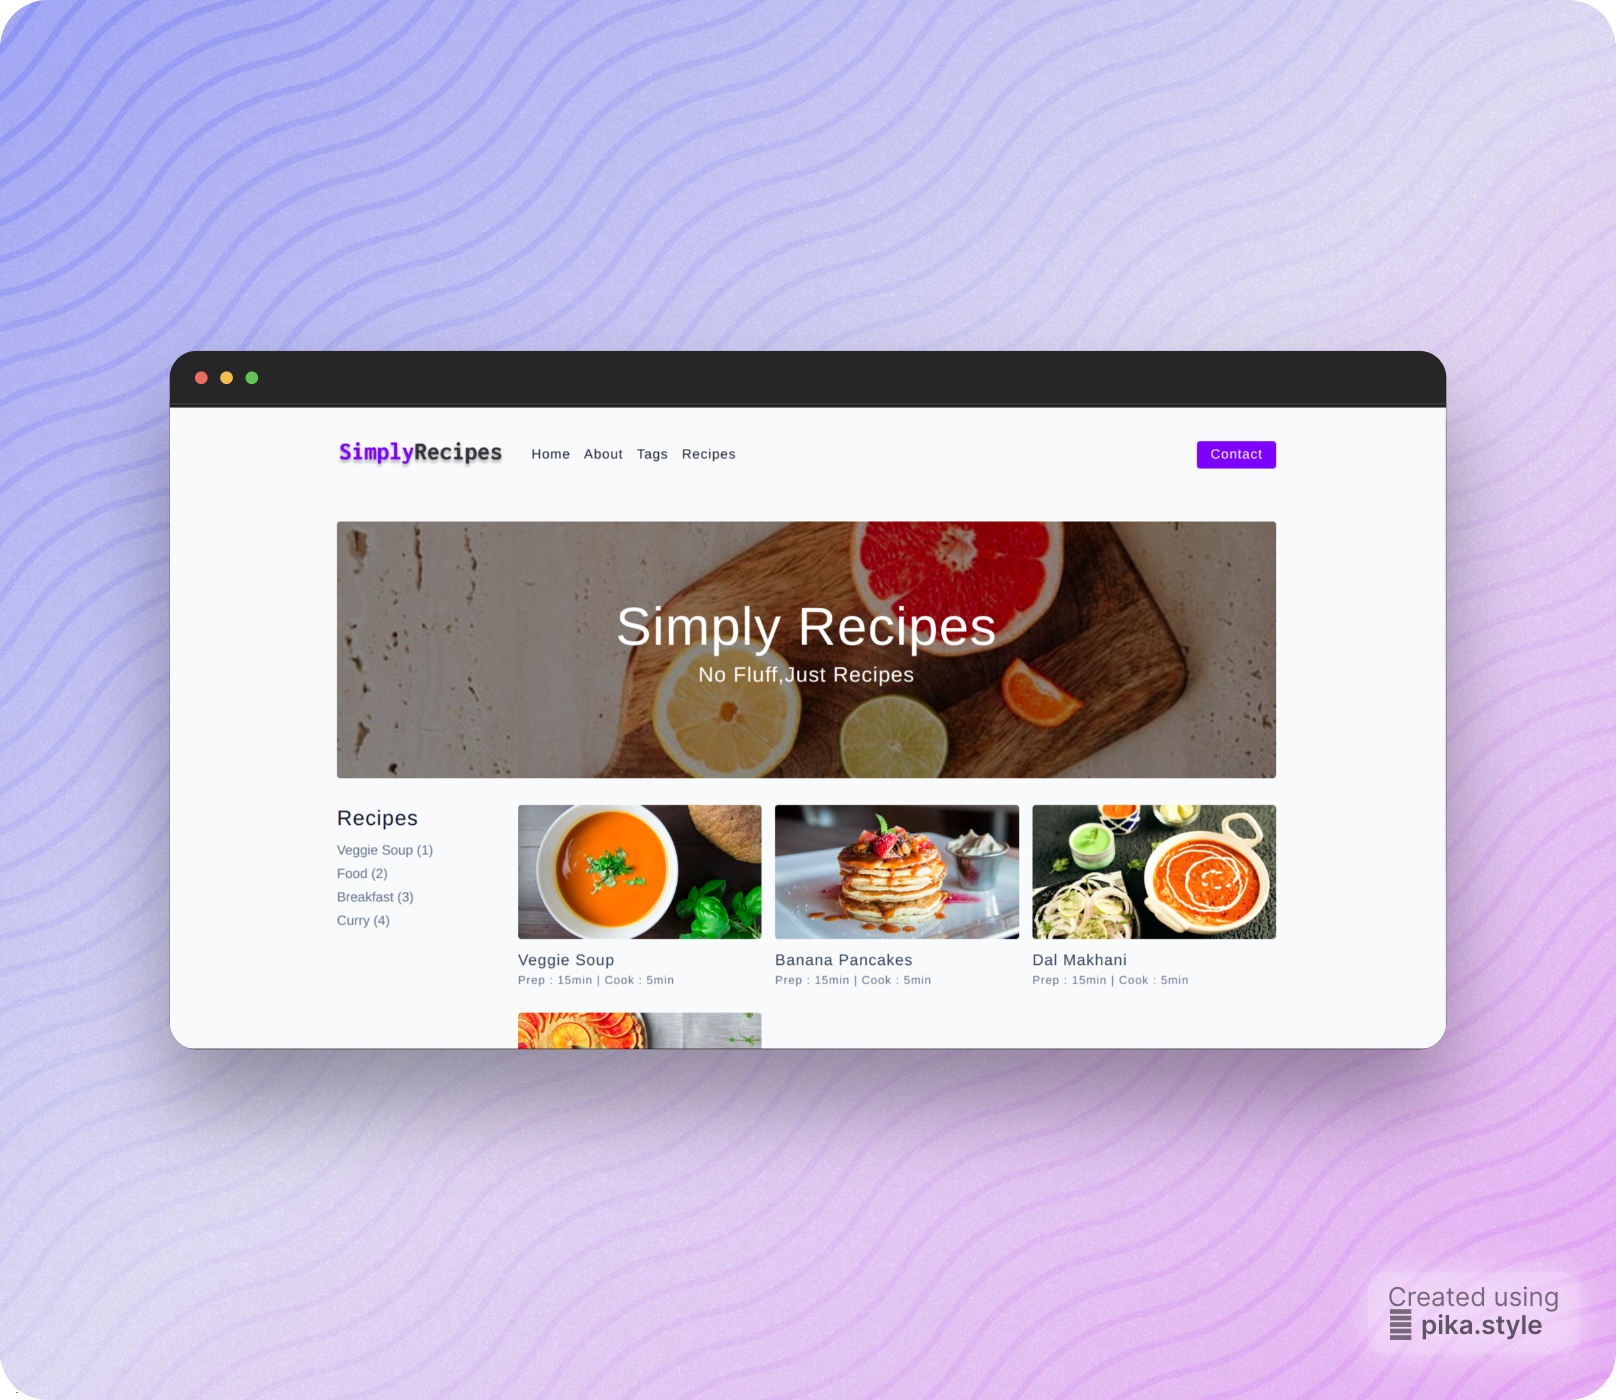 SimplyRecipes Home About Tags Recipes Contact
Simply Recipes
No Fluff,Just Recipes
Recipes
Veggie Soup (1)
Food (2)
Breakfast (3)
Curry (4)
Veggie Soup
Prep : 15min | Cook : 5min
Banana Pancakes
Prep : 15min | Cook : 5min
Dal Makhani
Prep : 15min | Cook : 5min
Created using
pika.style